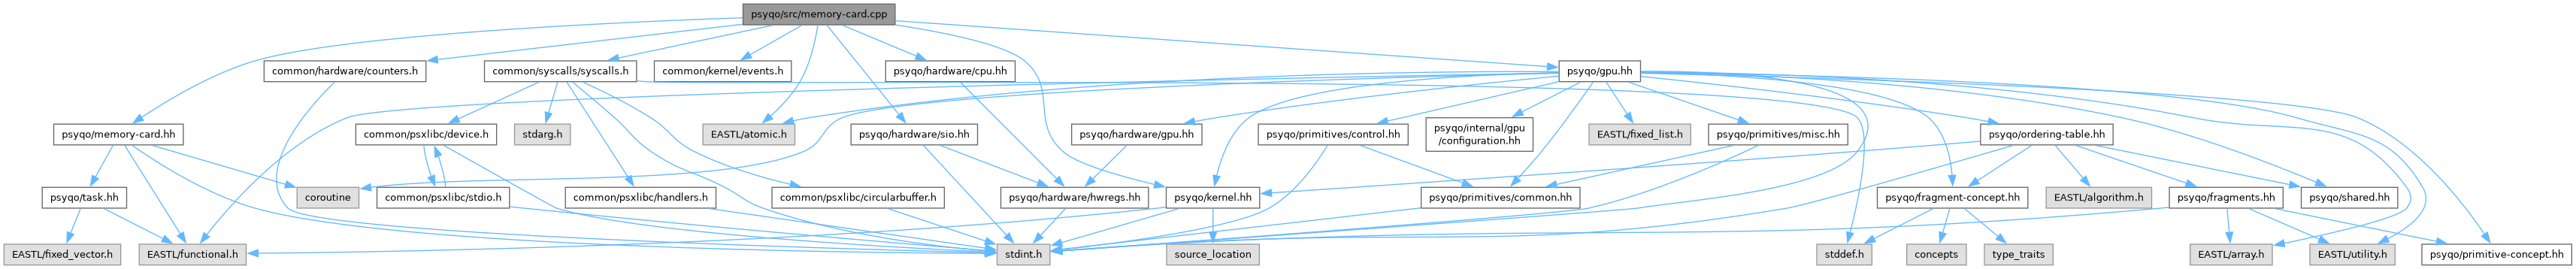 psyqo/src/memory-card.cpp
common/hardware/counters.h
common/syscalls/syscalls.h
common/kernel/events.h
psyqo/hardware/cpu.hh
psyqo/gpu.hh
psyqo/memory-card.hh
common/psxlibc/device.h
stdarg.h
EASTL/atomic.h
psyqo/hardware/sio.hh
psyqo/hardware/gpu.hh
psyqo/primitives/control.hh
psyqo/internal/gpu
/configuration.hh
EASTL/fixed_list.h
psyqo/primitives/misc.hh
psyqo/ordering-table.hh
psyqo/task.hh
coroutine
common/psxlibc/stdio.h
common/psxlibc/handlers.h
common/psxlibc/circularbuffer.h
psyqo/hardware/hwregs.hh
psyqo/kernel.hh
psyqo/primitives/common.hh
psyqo/fragment-concept.hh
EASTL/algorithm.h
psyqo/fragments.hh
psyqo/shared.hh
EASTL/fixed_vector.h
EASTL/functional.h
stdint.h
source_location
stddef.h
concepts
type_traits
EASTL/array.h
EASTL/utility.h
psyqo/primitive-concept.hh